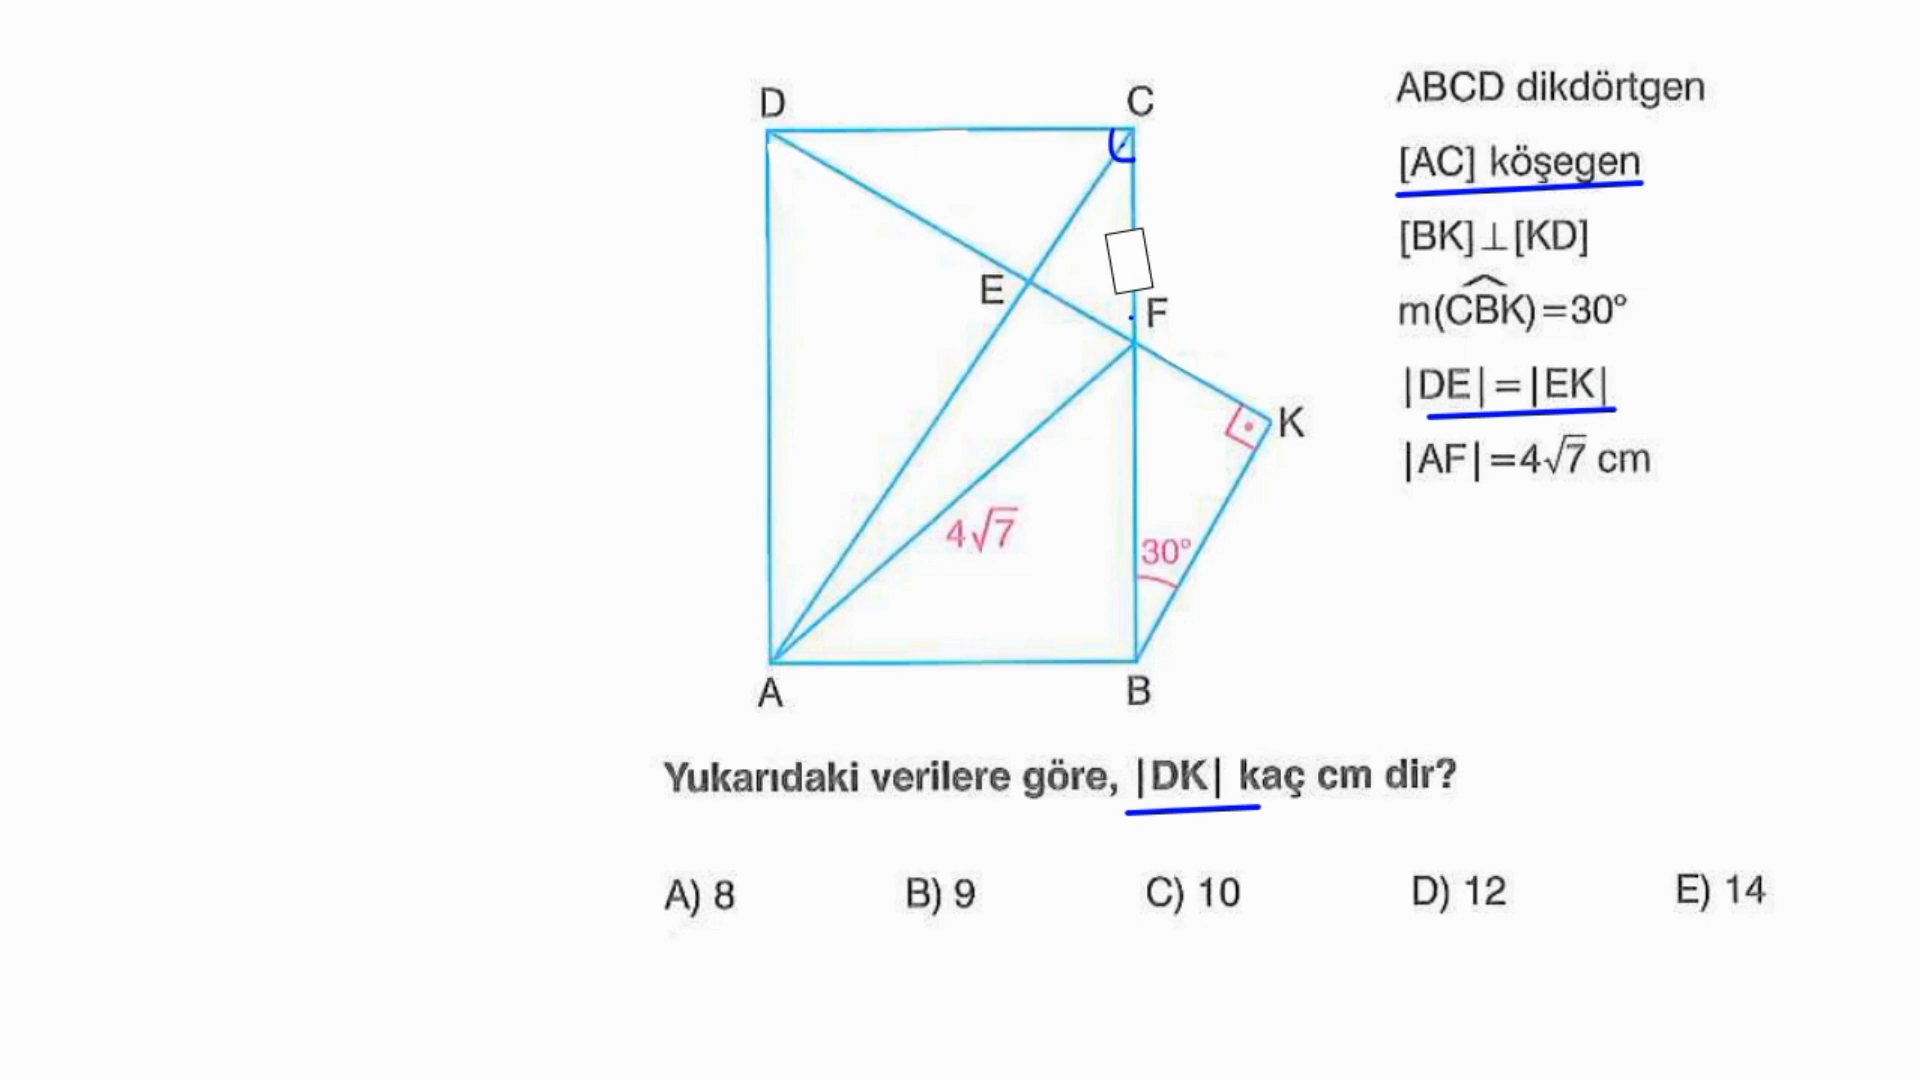 D
C
ABCD dikdörtgen
[AC] köşegen
[BK]⊥[KD]
E
F
m(CBK)=30°
|DE|=|EK|
K
|AF|=4√7 cm
4√7
30°
A
B
Yukarıdaki verilere göre, |DK| kaç cm dir?
A) 8 B) 9 C) 10 D) 12 E) 14